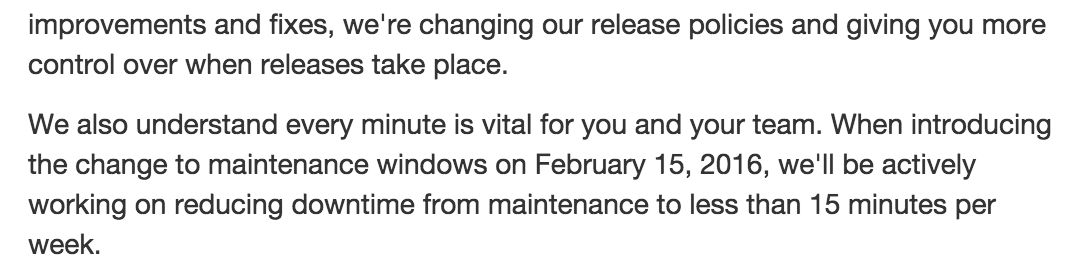 improvements and fixes, we're changing our release policies and giving you more
control over when releases take place.
We also understand every minute is vital for you and your team. When introducing
the change to maintenance windows on February 15, 2016, we'll be actively
working on reducing downtime from maintenance to less than 15 minutes per
week.